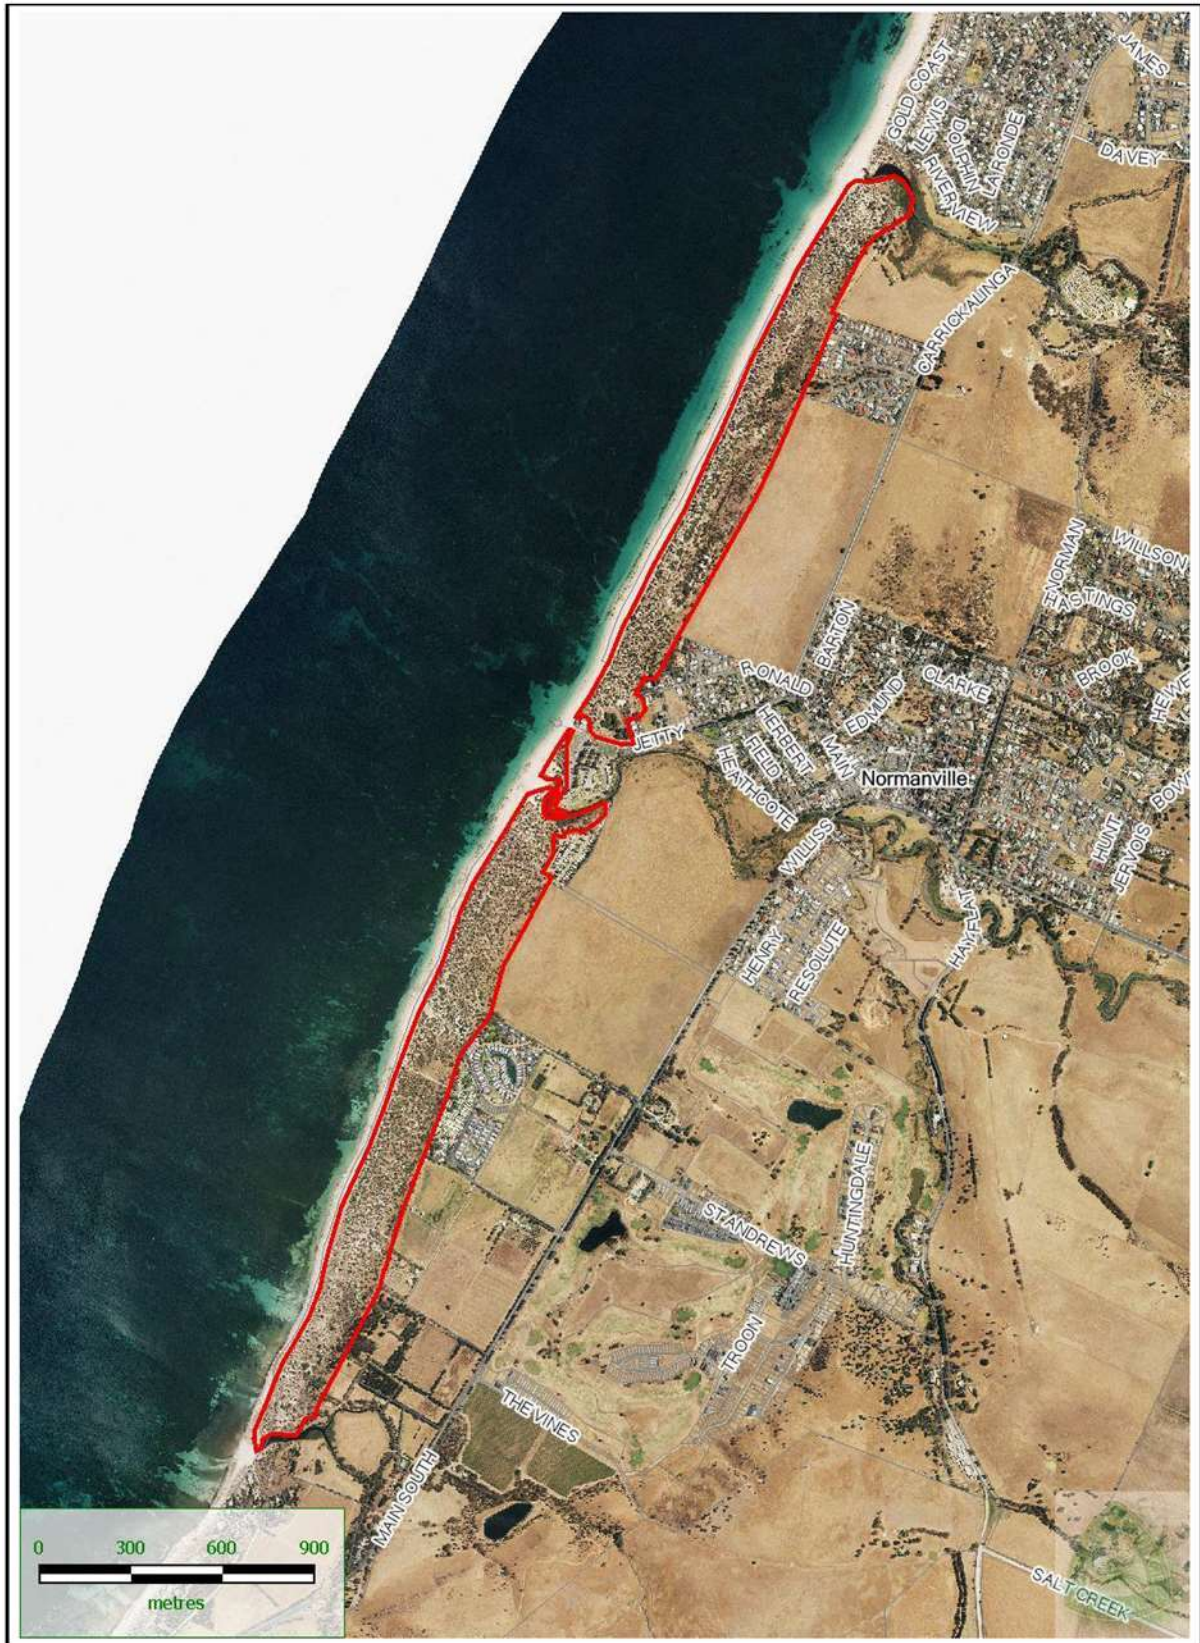 JAMES
GOLD COAST
LEWIS
DOLPHIN
LARONDE
DAVEY
RIVERVIEW
CARRICKALINGA
NORMAN
WILLSON
HASTINGS
BARTON
RONALD
CLARKE
BROOK
EDMUND
HERBERT
FIELD
MAIN
JETTY
HEATHCOTE
Normanville
HUNT
JERVOIS
WILLISS
HAYFLAT
HENRY
RESOLUTE
HUNTINGDALE
ST ANDREWS
TROON
THE VINES
MAIN SOUTH
SALT CREEK
0 300 600 900
metres